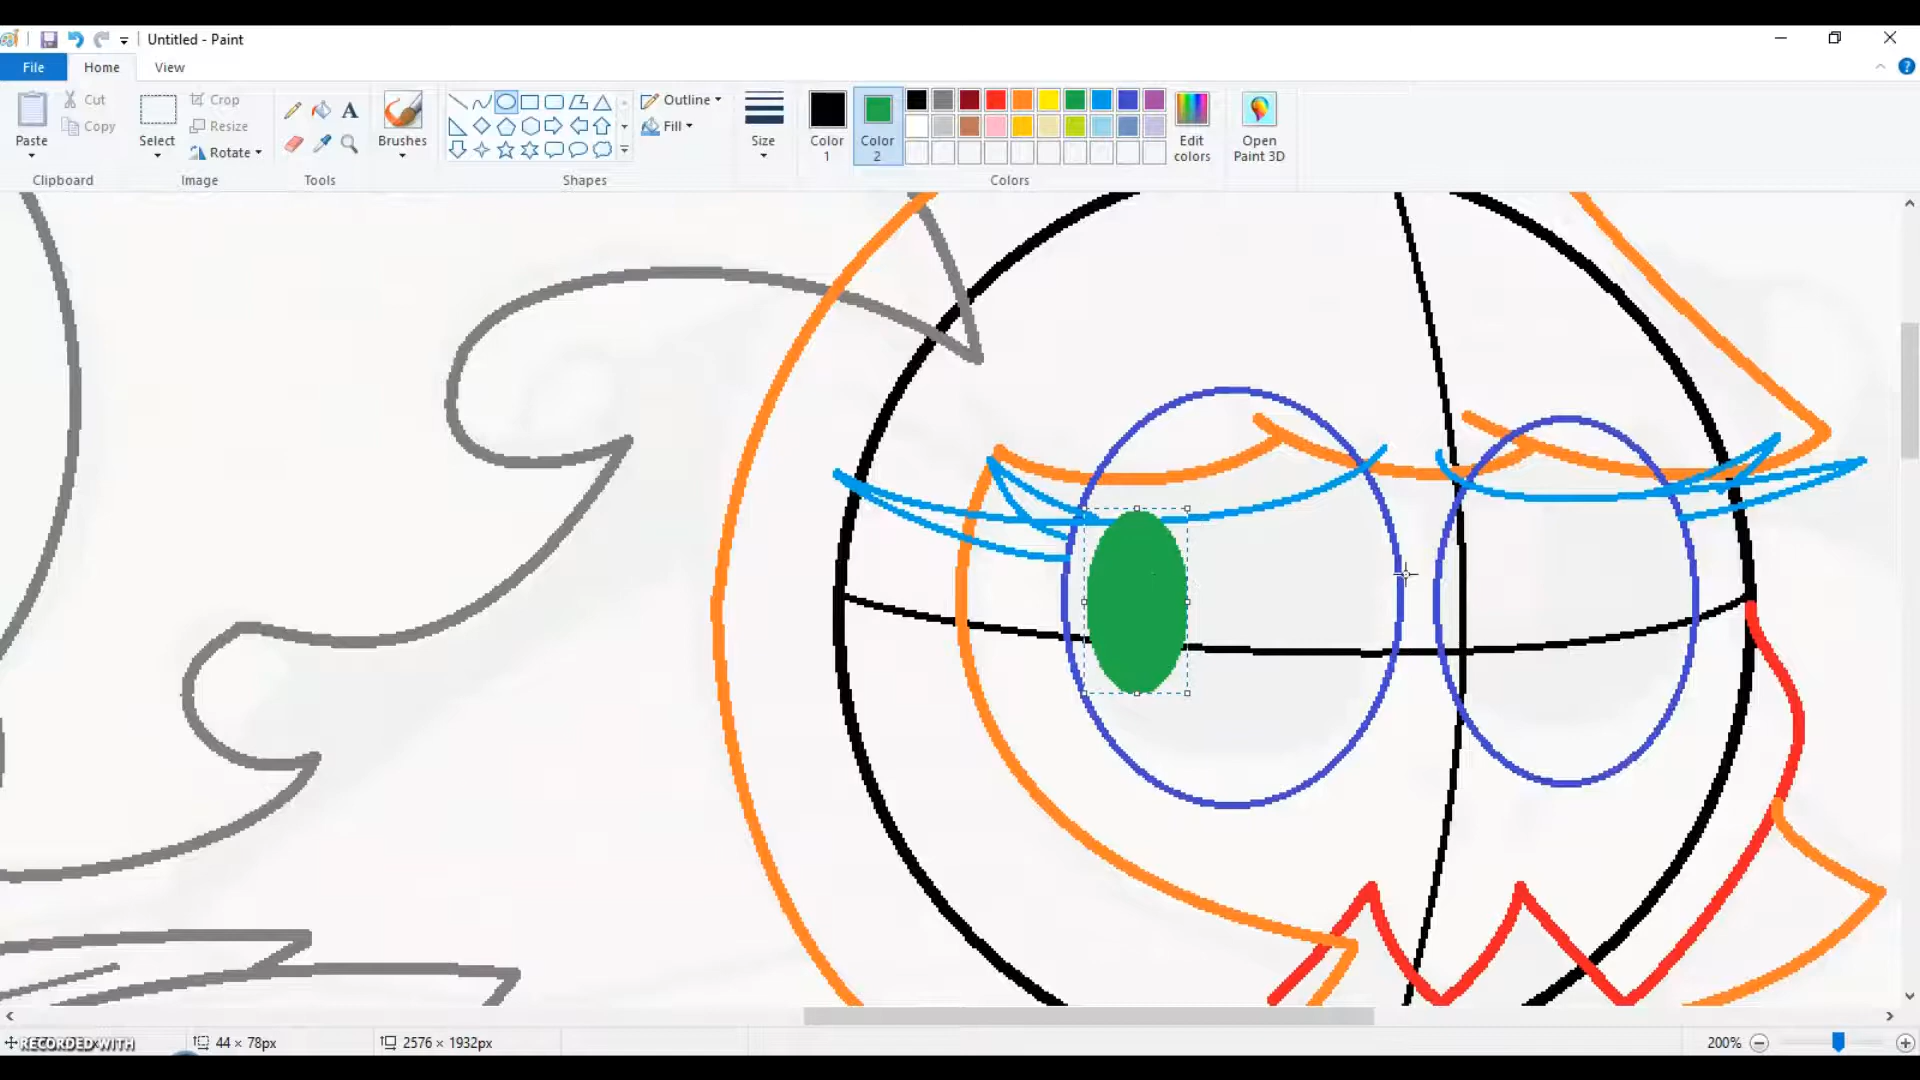 Untitled - Paint
File Home View
Paste
Cut
Copy
Clipboard
Select
Crop
Resize
Rotate
Image
A
Tools
Brushes
Shapes
Outline
Fill
Size
Color 1
Color 2
Colors
Edit colors
Open Paint 3D
?
RECORDED WITH
44 × 78px
2576 × 1932px
200%